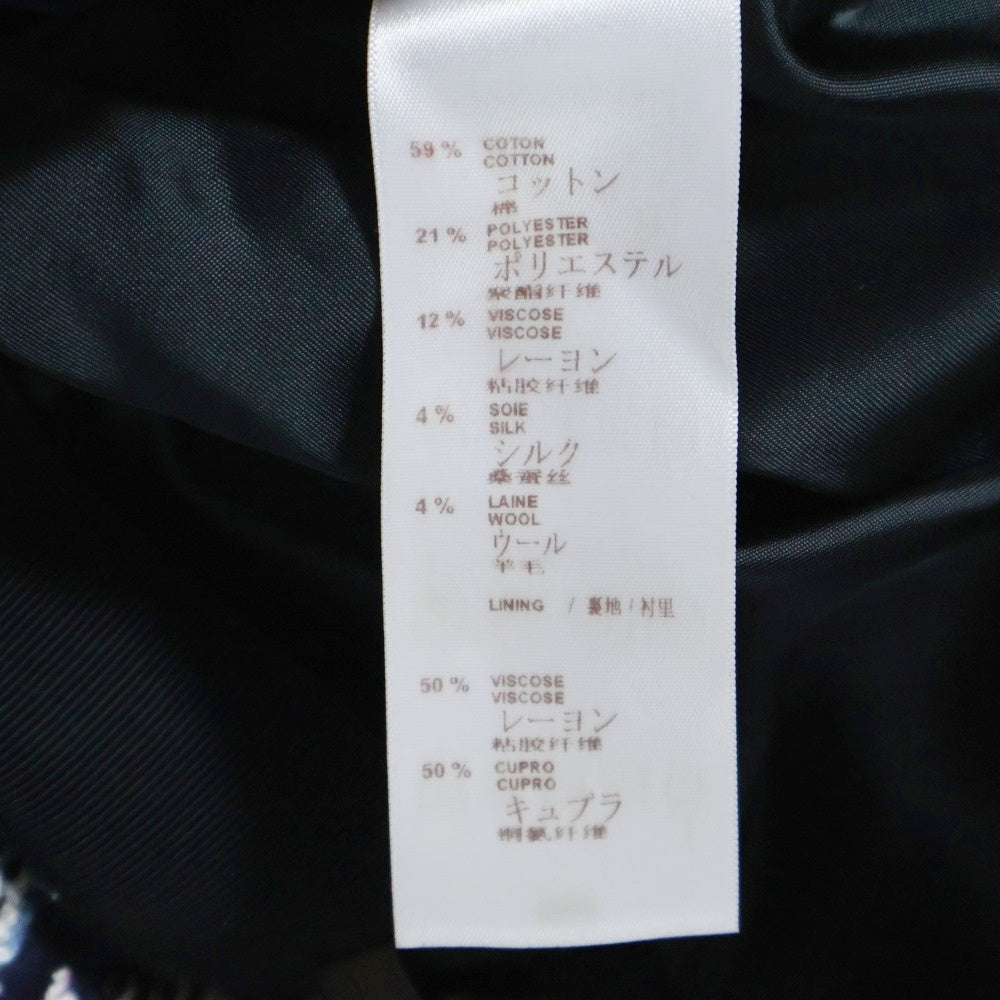 59 % COTON
COTTON
コットン
棉
21 % POLYESTER
POLYESTER
ポリエステル
聚酯纤维
12 % VISCOSE
VISCOSE
レーヨン
粘胶纤维
4 % SOIE
SILK
シルク
桑蚕丝
4 % LAINE
WOOL
ウール
羊毛
LINING / 裏地 / 衬里
50 % VISCOSE
VISCOSE
レーヨン
粘胶纤维
50 % CUPRO
CUPRO
キュプラ
铜氨纤维